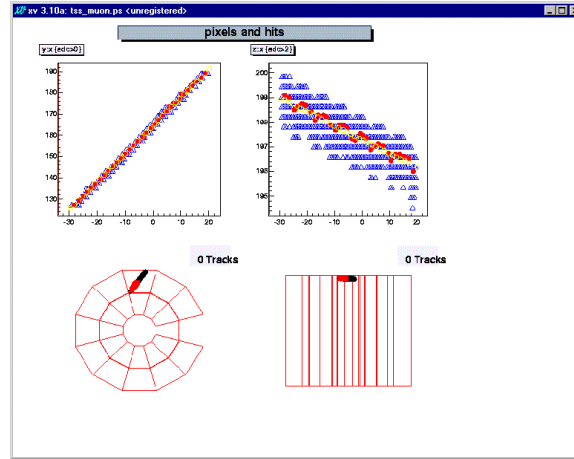 xv 3.10a: tss_muon.ps <unregistered>
pixels and hits
y:x {adc>0}
z:x {adc>2}
190
180
170
160
150
140
130
-30 -20 -10 0 10 20
200
199
198
197
196
195
-30 -20 -10 0 10 20
0 Tracks
0 Tracks